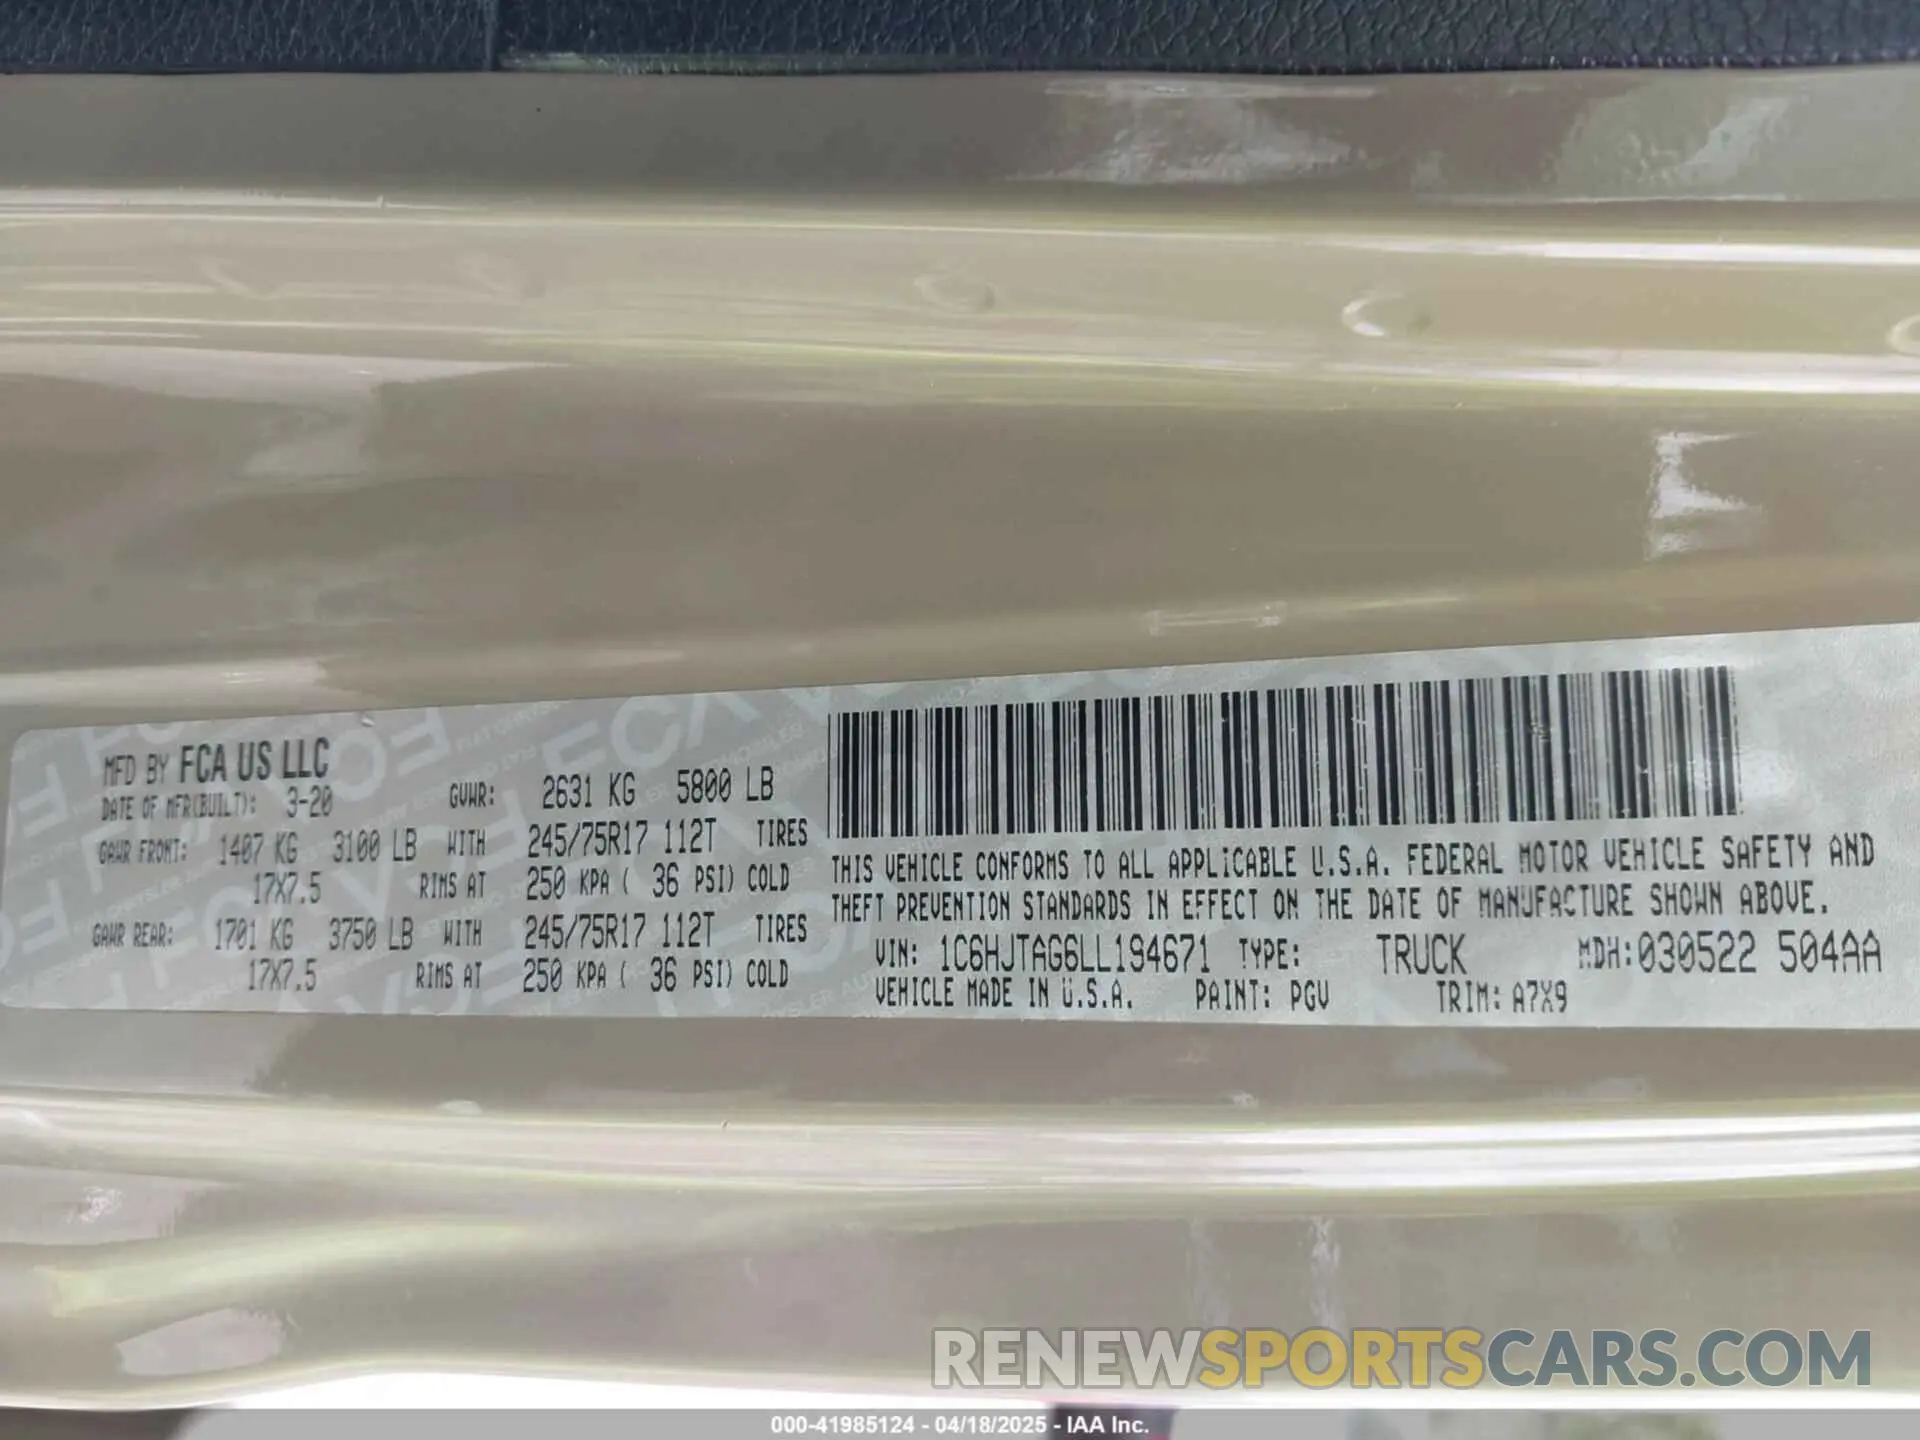 MFD BY FCA US LLC
DATE OF MFR(BUILT): 3-20 GVWR: 2631 KG 5800 LB
GAWR FRONT: 1407 KG 3100 LB WITH 245/75R17 112T TIRES
17X7.5 RIMS AT 250 KPA ( 36 PSI) COLD
GAWR REAR: 1701 KG 3750 LB WITH 245/75R17 112T TIRES
17X7.5 RIMS AT 250 KPA ( 36 PSI) COLD
THIS VEHICLE CONFORMS TO ALL APPLICABLE U.S.A. FEDERAL MOTOR VEHICLE SAFETY AND
THEFT PREVENTION STANDARDS IN EFFECT ON THE DATE OF MANUFACTURE SHOWN ABOVE.
VIN: 1C6HJTAG6LL194671 TYPE: TRUCK MDH:030522 504AA
VEHICLE MADE IN U.S.A. PAINT: PGV TRIM: A7X9
RENEWSPORTSCARS.COM
000-41985124 - 04/18/2025 - IAA Inc.